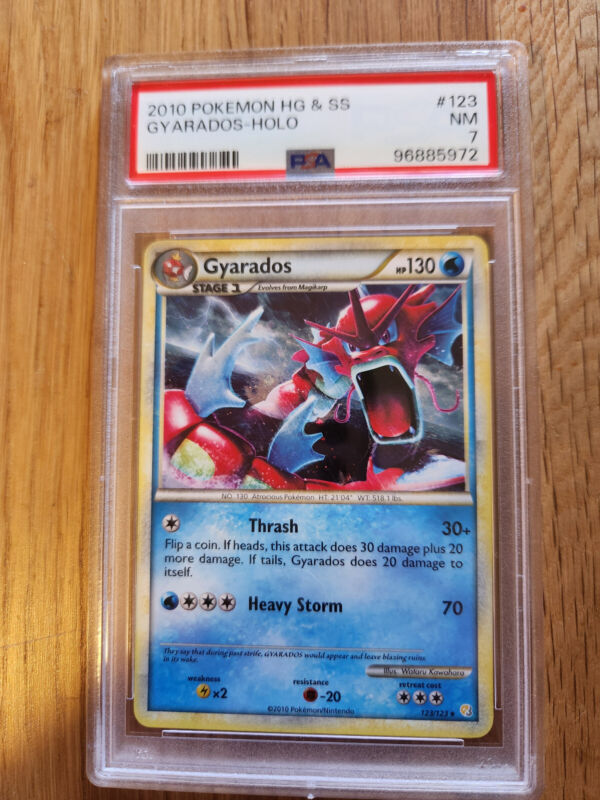 2010 POKEMON HG & SS #123
GYARADOS-HOLO NM
7
PSA 96885972
Gyarados HP130
STAGE 1 Evolves from Magikarp
NO. 130 Atrocious Pokémon HT: 21'04" WT: 518.1 lbs.
Thrash 30+
Flip a coin. If heads, this attack does 30 damage plus 20
more damage. If tails, Gyarados does 20 damage to
itself.
Heavy Storm 70
They say that during past strife, GYARADOS would appear and leave blazing ruins
in its wake.
Illus. Wataru Kawahara
weakness resistance retreat cost
×2 -20
©2010 Pokémon/Nintendo 123/123